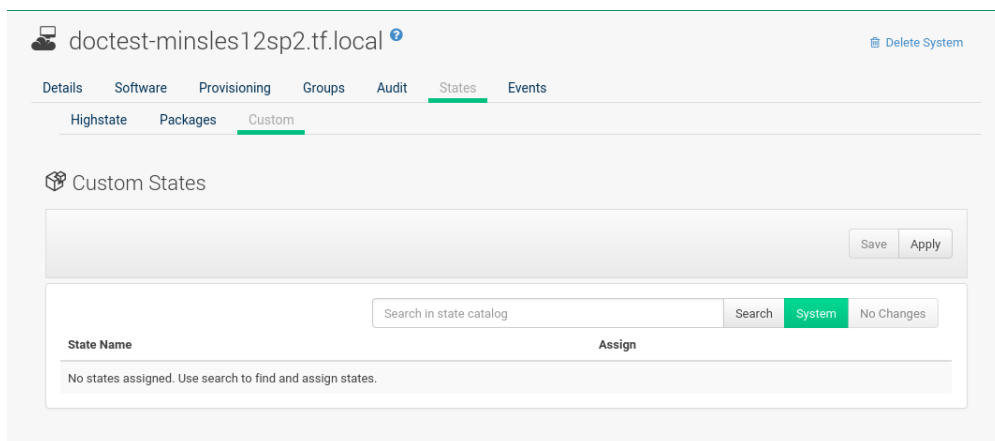 doctest-minsles12sp2.tf.local ?
Delete System
Details Software Provisioning Groups Audit States Events
Highstate Packages Custom
Custom States
Save Apply
Search in state catalog Search System No Changes
State Name Assign
No states assigned. Use search to find and assign states.